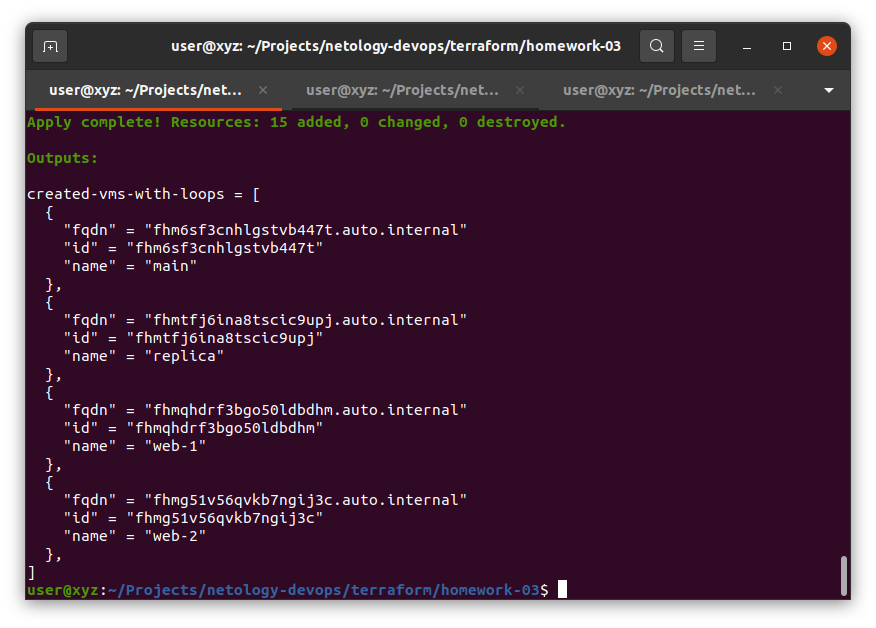 user@xyz: ~/Projects/netology-devops/terraform/homework-03
user@xyz: ~/Projects/net...
user@xyz: ~/Projects/net...
user@xyz: ~/Projects/net...
Apply complete! Resources: 15 added, 0 changed, 0 destroyed.
Outputs:
created-vms-with-loops = [
  {
    "fqdn" = "fhm6sf3cnhlgstvb447t.auto.internal"
    "id" = "fhm6sf3cnhlgstvb447t"
    "name" = "main"
  },
  {
    "fqdn" = "fhmtfj6ina8tscic9upj.auto.internal"
    "id" = "fhmtfj6ina8tscic9upj"
    "name" = "replica"
  },
  {
    "fqdn" = "fhmqhdrf3bgo50ldbdhm.auto.internal"
    "id" = "fhmqhdrf3bgo50ldbdhm"
    "name" = "web-1"
  },
  {
    "fqdn" = "fhmg51v56qvkb7ngij3c.auto.internal"
    "id" = "fhmg51v56qvkb7ngij3c"
    "name" = "web-2"
  },
]
user@xyz:~/Projects/netology-devops/terraform/homework-03$